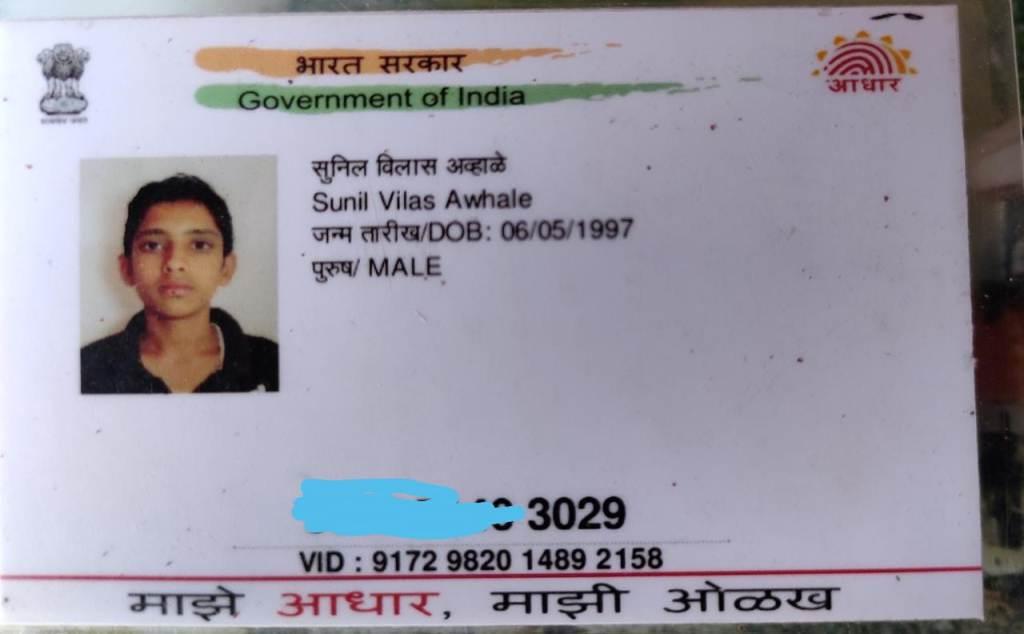 भारत सरकार
Government of India
आधार
सुनिल विलास अव्हाळे
Sunil Vilas Awhale
जन्म तारीख/DOB: 06/05/1997
पुरुष/ MALE
3029
VID : 9172 9820 1489 2158
माझे आधार, माझी ओळख